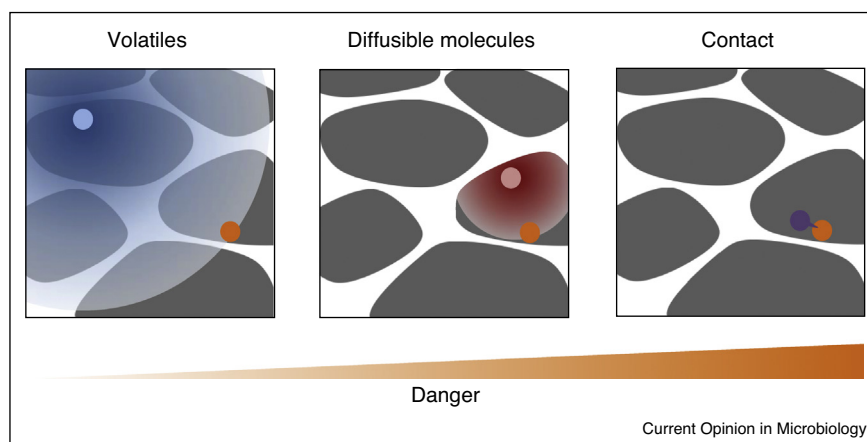 Volatiles
Diffusible molecules
Contact
Danger
Current Opinion in Microbiology